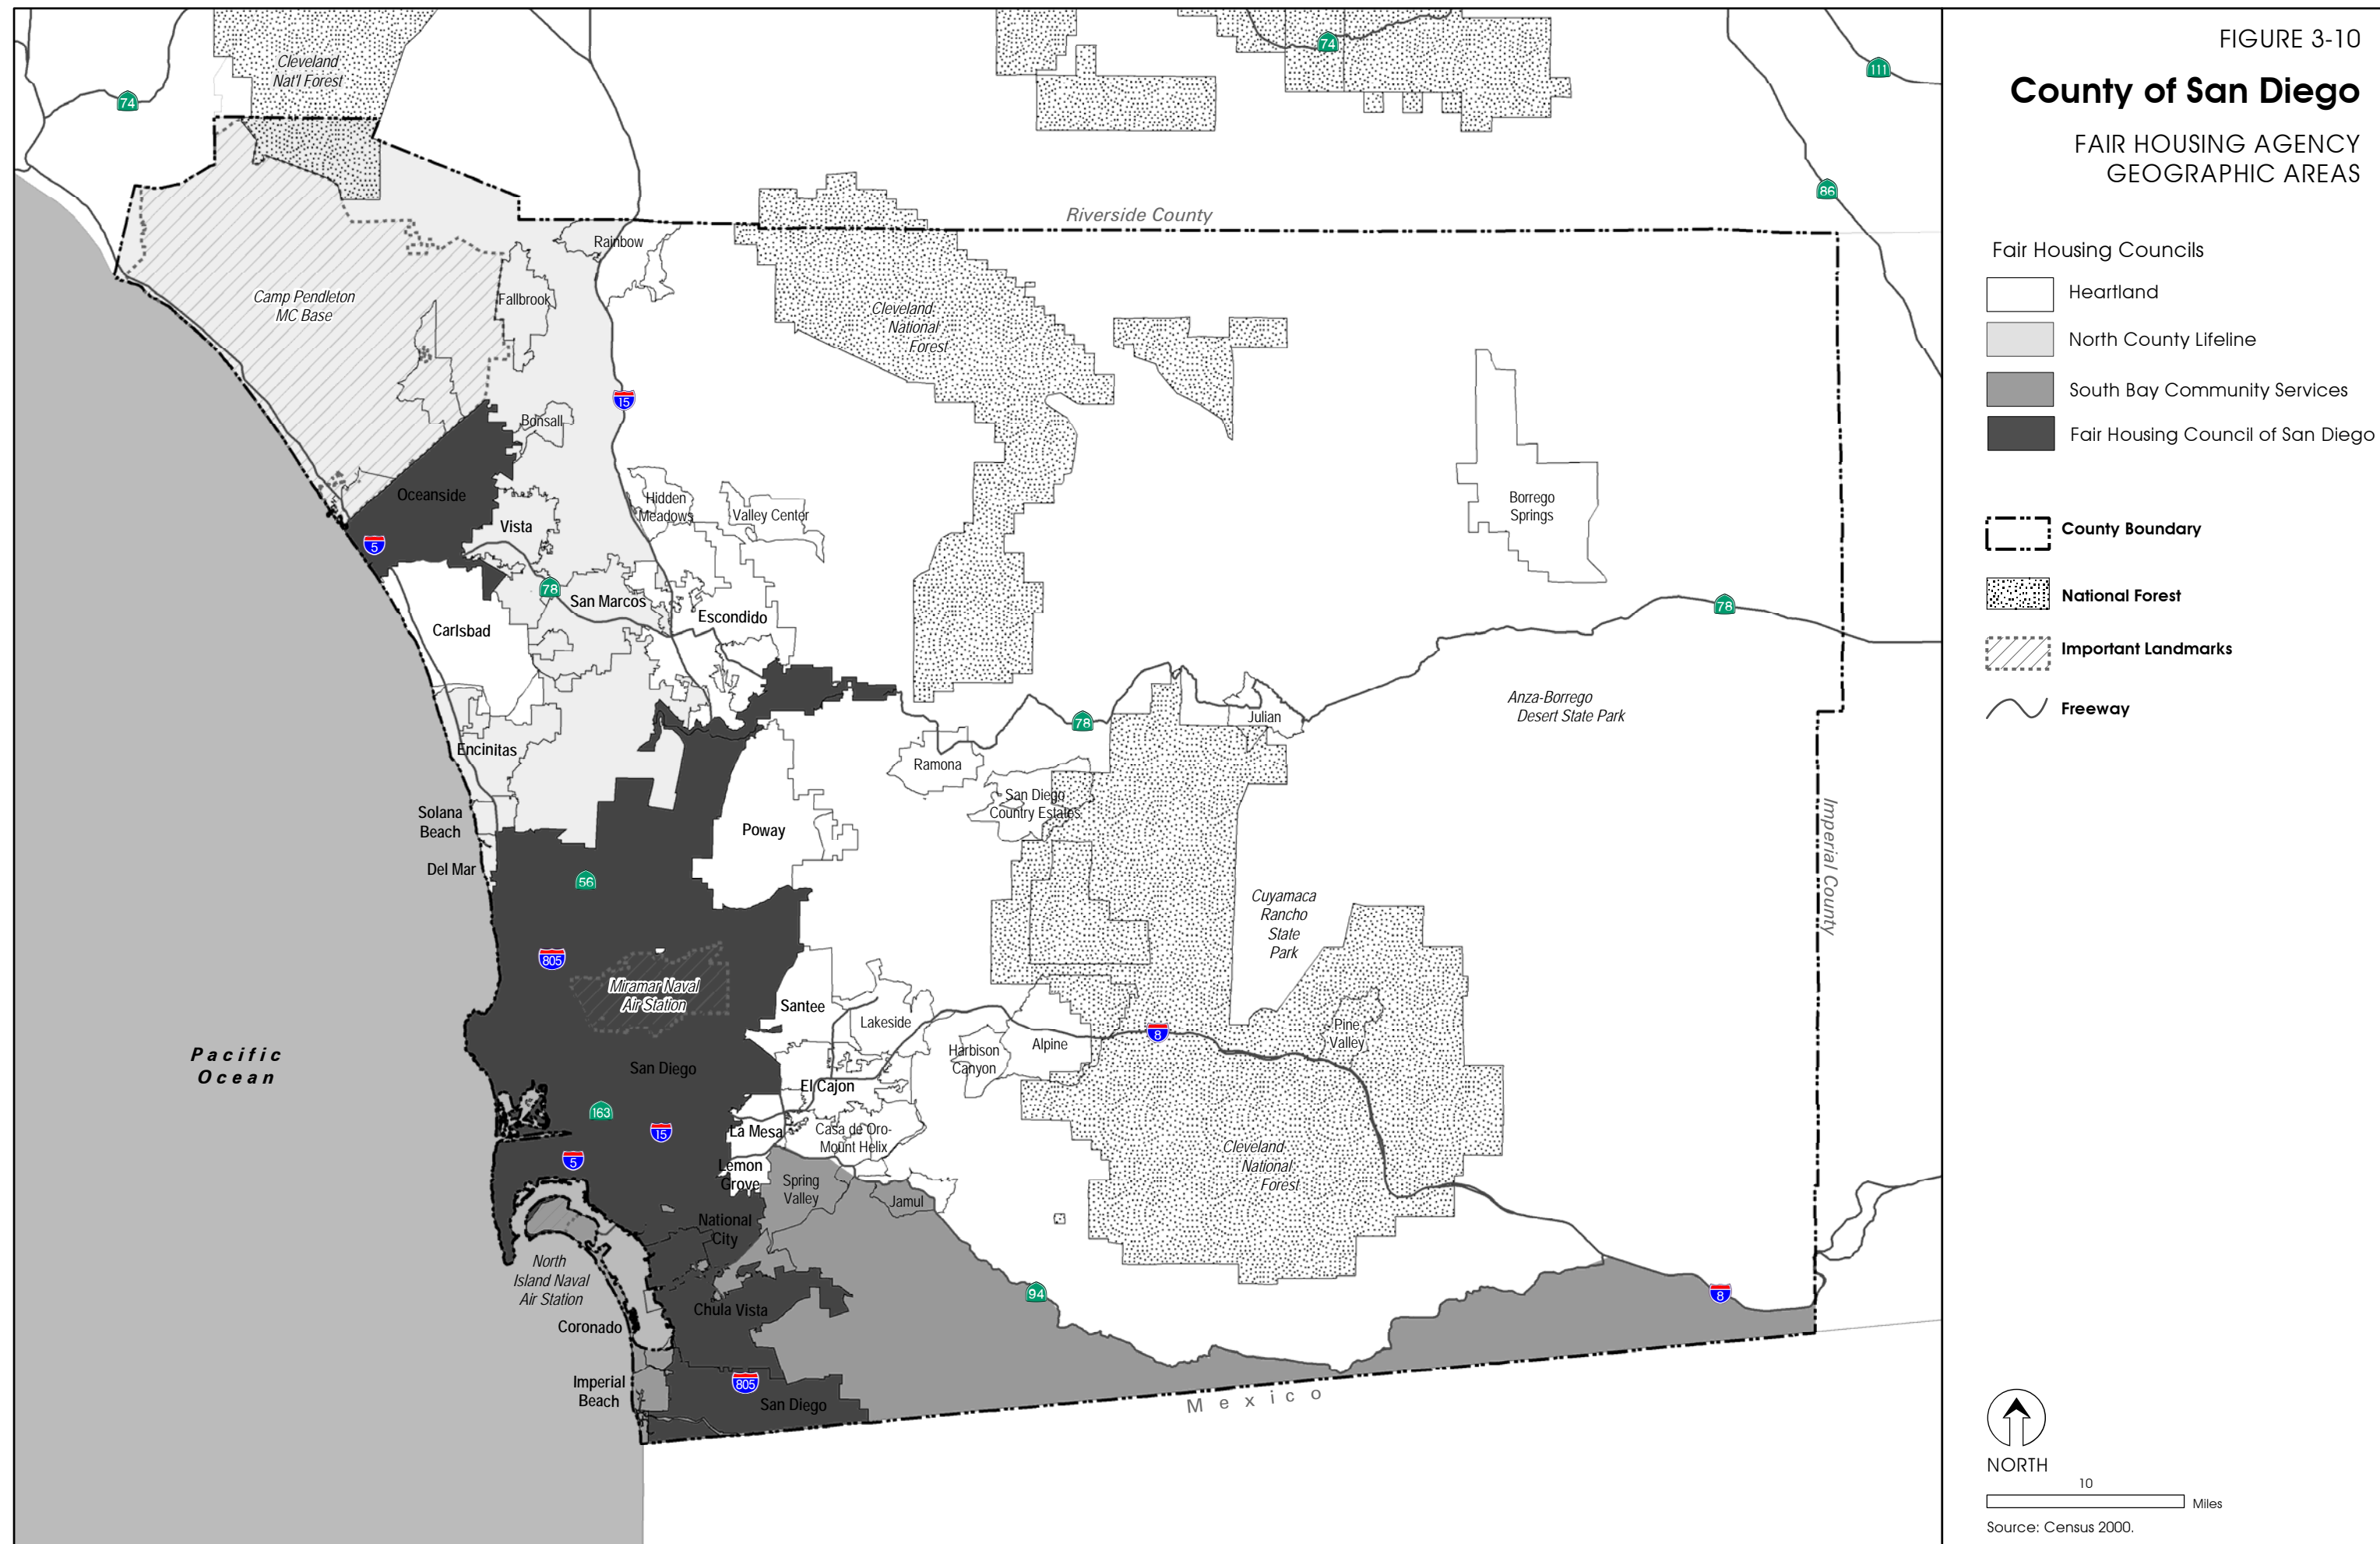 FIGURE 3-10
County of San Diego
FAIR HOUSING AGENCY
GEOGRAPHIC AREAS
Fair Housing Councils
Heartland
North County Lifeline
South Bay Community Services
Fair Housing Council of San Diego
County Boundary
National Forest
Important Landmarks
Freeway
NORTH
10
Miles
Source: Census 2000.
Cleveland
Nat'l Forest
74
74
111
86
Riverside County
Rainbow
Camp Pendleton
MC Base
Fallbrook
Cleveland
National
Forest
15
Bonsall
Oceanside
Vista
Hidden
Meadows
Valley Center
Borrego
Springs
5
78
San Marcos
Escondido
Carlsbad
78
Anza-Borrego
Desert State Park
78
Julian
Encinitas
Ramona
San Diego
Country Estates
Solana
Beach
Poway
Imperial County
Del Mar
56
Cuyamaca
Rancho
State
Park
805
Miramar Naval
Air Station
Santee
Lakeside
Pine
Valley
8
Harbison
Canyon
Alpine
Pacific
Ocean
San Diego
El Cajon
163
15
La Mesa
Casa de Oro-
Mount Helix
5
Lemon
Grove
Spring
Valley
Jamul
Cleveland
National
Forest
National
City
North
Island Naval
Air Station
94
8
Chula Vista
Coronado
Imperial
Beach
805
San Diego
Mexico